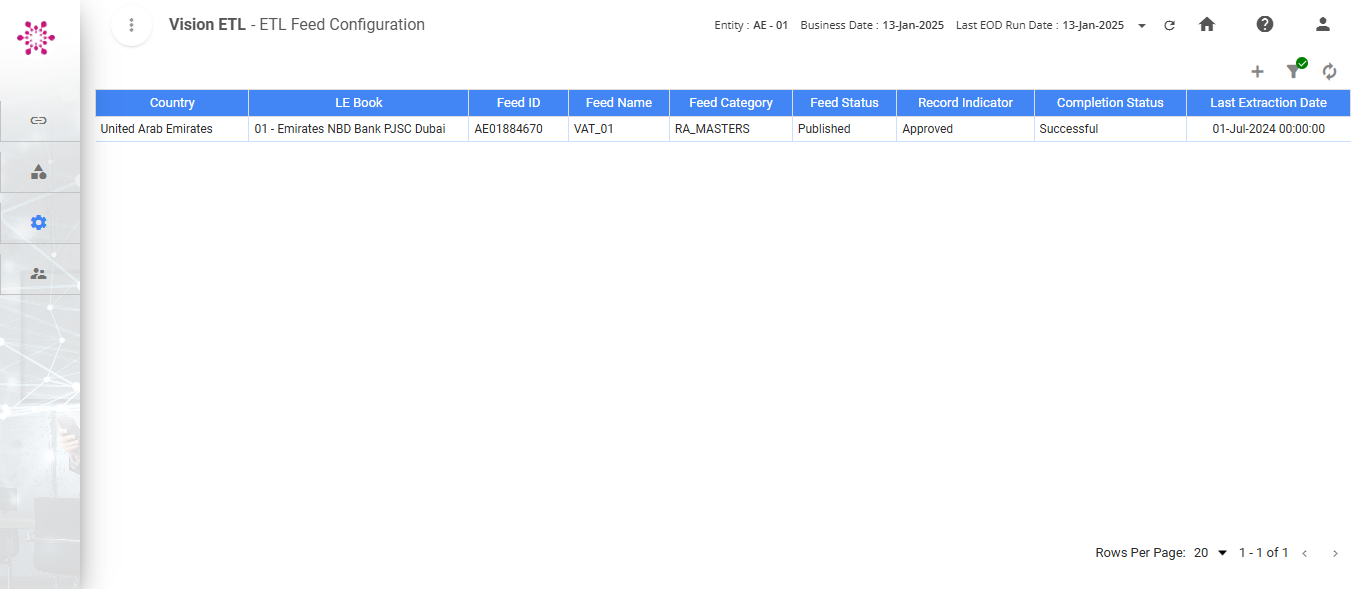 Vision ETL - ETL Feed Configuration
Entity : AE - 01 Business Date : 13-Jan-2025 Last EOD Run Date : 13-Jan-2025
Country LE Book Feed ID Feed Name Feed Category Feed Status Record Indicator Completion Status Last Extraction Date
United Arab Emirates 01 - Emirates NBD Bank PJSC Dubai AE01884670 VAT_01 RA_MASTERS Published Approved Successful 01-Jul-2024 00:00:00
Rows Per Page: 20 1 - 1 of 1